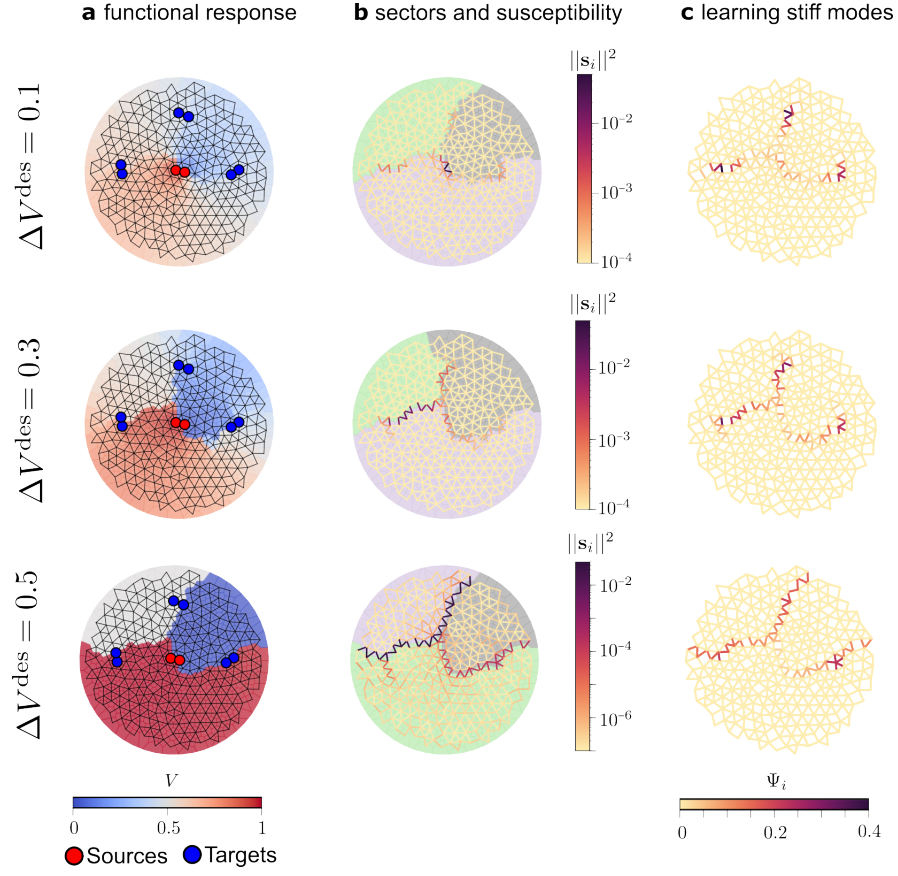 a functional response
b sectors and susceptibility
c learning stiff modes
ΔV^des = 0.1
||s_i||^2
10^-2
10^-3
10^-4
ΔV^des = 0.3
||s_i||^2
10^-2
10^-3
10^-4
ΔV^des = 0.5
||s_i||^2
10^-2
10^-4
10^-6
V
0 0.5 1
Sources Targets
Ψ_i
0 0.2 0.4